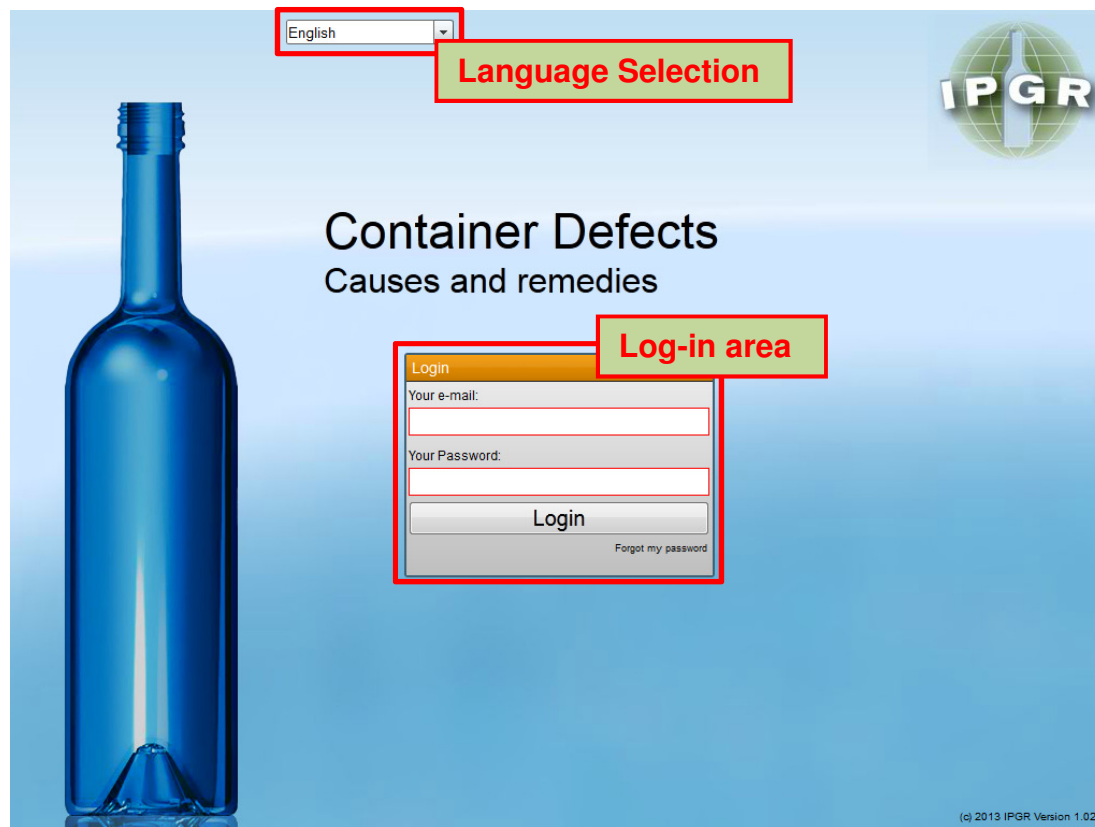 English
Language Selection
IPGR
Container Defects
Causes and remedies
Log-in area
Login
Your e-mail:
Your Password:
Login
Forgot my password
(c) 2013 IPGR Version 1.02